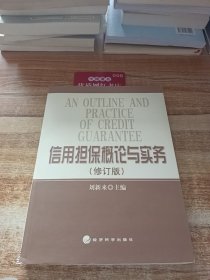 AN OUTLINE AND
PRACTICE
OF CREDIT
GUARANTEE
信用担保概论与实务
(修订版)
刘新来◎主编
经济科学出版社